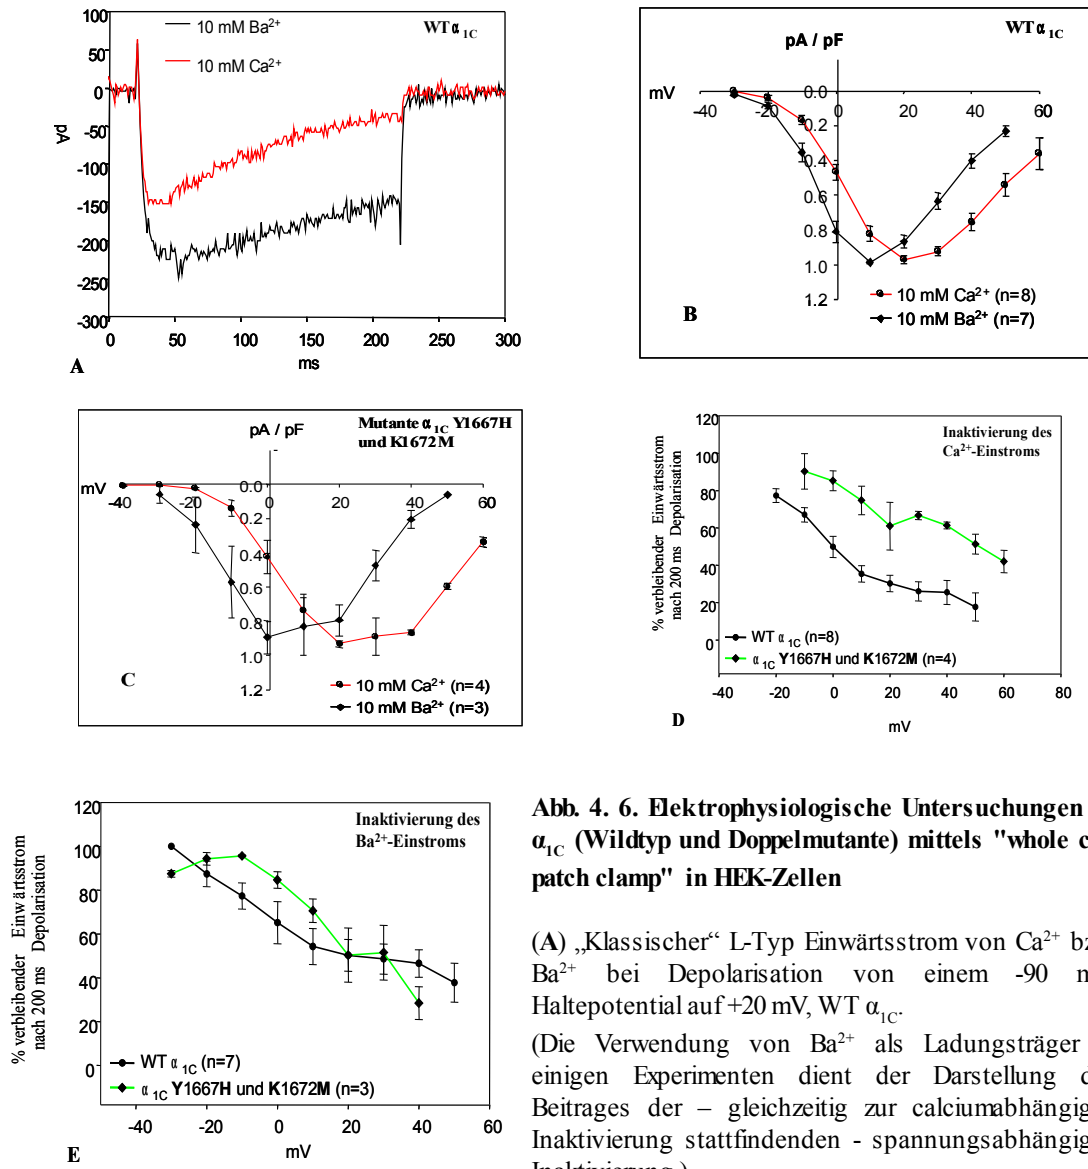 100
50
0
-50
-100
-150
-200
-250
-300
pA
10 mM Ba²⁺
10 mM Ca²⁺
WT α 1C
0 50 100 150 200 250 300
ms
A
WT α 1C
pA / pF
mV
-40 -20 0 20 40 60
0.0
0.2
0.4
0.6
0.8
1.0
1.2
10 mM Ca²⁺ (n=8)
10 mM Ba²⁺ (n=7)
B
Mutante α 1C Y1667H
und K1672M
pA / pF
mV
-40 -20 0 20 40 60
0.0
0.2
0.4
0.6
0.8
1.0
1.2
10 mM Ca²⁺ (n=4)
10 mM Ba²⁺ (n=3)
C
Inaktivierung des
Ca²⁺-Einstroms
% verbleibender Einwärtsstrom
nach 200 ms Depolarisation
120
100
80
60
40
20
0
WT α 1C (n=8)
α 1C Y1667H und K1672M (n=4)
-40 -20 0 20 40 60 80
mV
D
Inaktivierung des
Ba²⁺-Einstroms
% verbleibender Einwärtsstrom
nach 200 ms Depolarisation
120
100
80
60
40
20
0
WT α 1C (n=7)
α 1C Y1667H und K1672M (n=3)
-40 -20 0 20 40 60
mV
E
Abb. 4. 6. Elektrophysiologische Untersuchungen
α1C (Wildtyp und Doppelmutante) mittels "whole c
patch clamp" in HEK-Zellen
(A) „Klassischer“ L-Typ Einwärtsstrom von Ca²⁺ bz
Ba²⁺ bei Depolarisation von einem -90 m
Haltepotential auf +20 mV, WT α1C.
(Die Verwendung von Ba²⁺ als Ladungsträger
einigen Experimenten dient der Darstellung d
Beitrages der – gleichzeitig zur calciumabhängig
Inaktivierung stattfindenden - spannungsabhängig
Inaktivierung.)